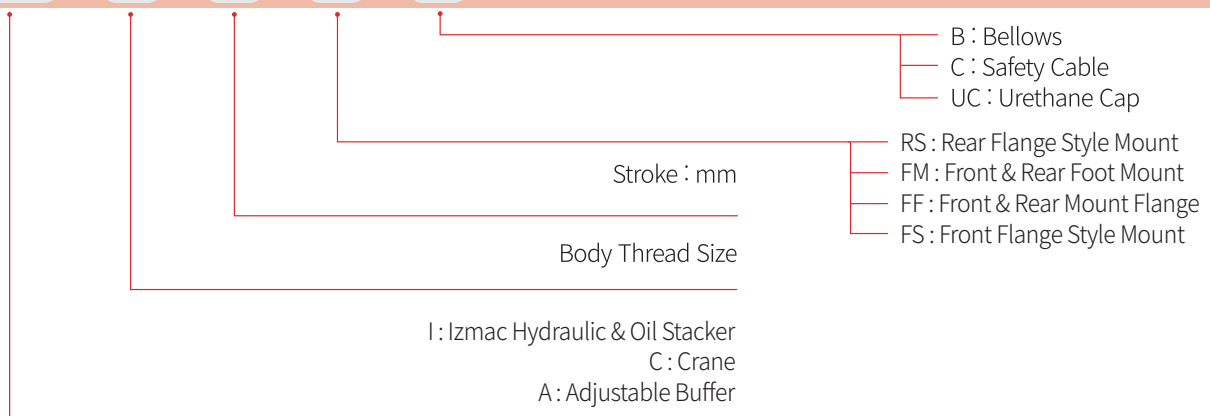 B : Bellows
C : Safety Cable
UC : Urethane Cap
RS : Rear Flange Style Mount
FM : Front & Rear Foot Mount
FF : Front & Rear Mount Flange
FS : Front Flange Style Mount
Stroke : mm
Body Thread Size
I : Izmac Hydraulic & Oil Stacker
C : Crane
A : Adjustable Buffer